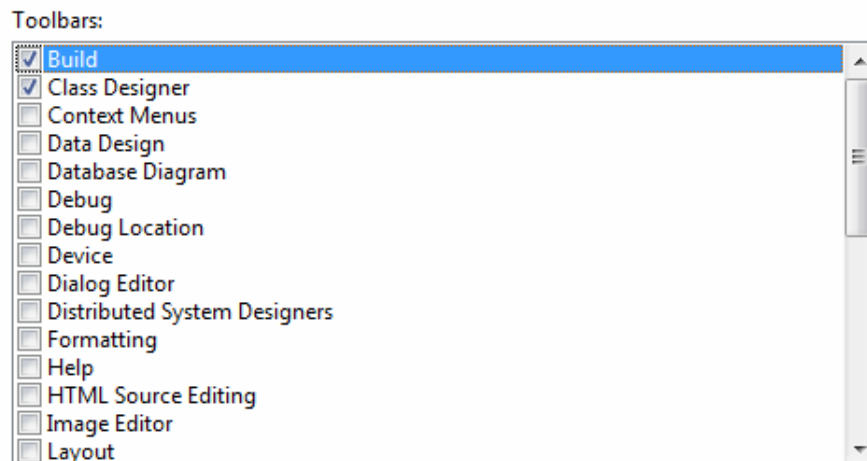 Toolbars:
Build
Class Designer
Context Menus
Data Design
Database Diagram
Debug
Debug Location
Device
Dialog Editor
Distributed System Designers
Formatting
Help
HTML Source Editing
Image Editor
Layout